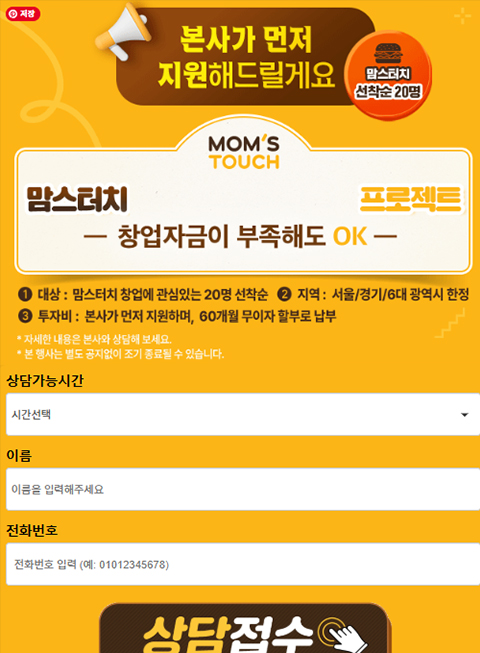 저장
본사가 먼저
지원해드릴게요
맘스터치
선착순 20명
MOM'S
TOUCH
맘스터치 프로젝트
— 창업자금이 부족해도 OK —
❶ 대상 : 맘스터치 창업에 관심있는 20명 선착순 ❷ 지역 : 서울/경기/6대 광역시 한정
❸ 투자비 : 본사가 먼저 지원하며, 60개월 무이자 할부로 납부
* 자세한 내용은 본사와 상담해 보세요.
* 본 행사는 별도 공지없이 조기 종료될 수 있습니다.
상담가능시간
시간선택
이름
이름을 입력해주세요
전화번호
전화번호 입력 (예: 01012345678)
상담접수